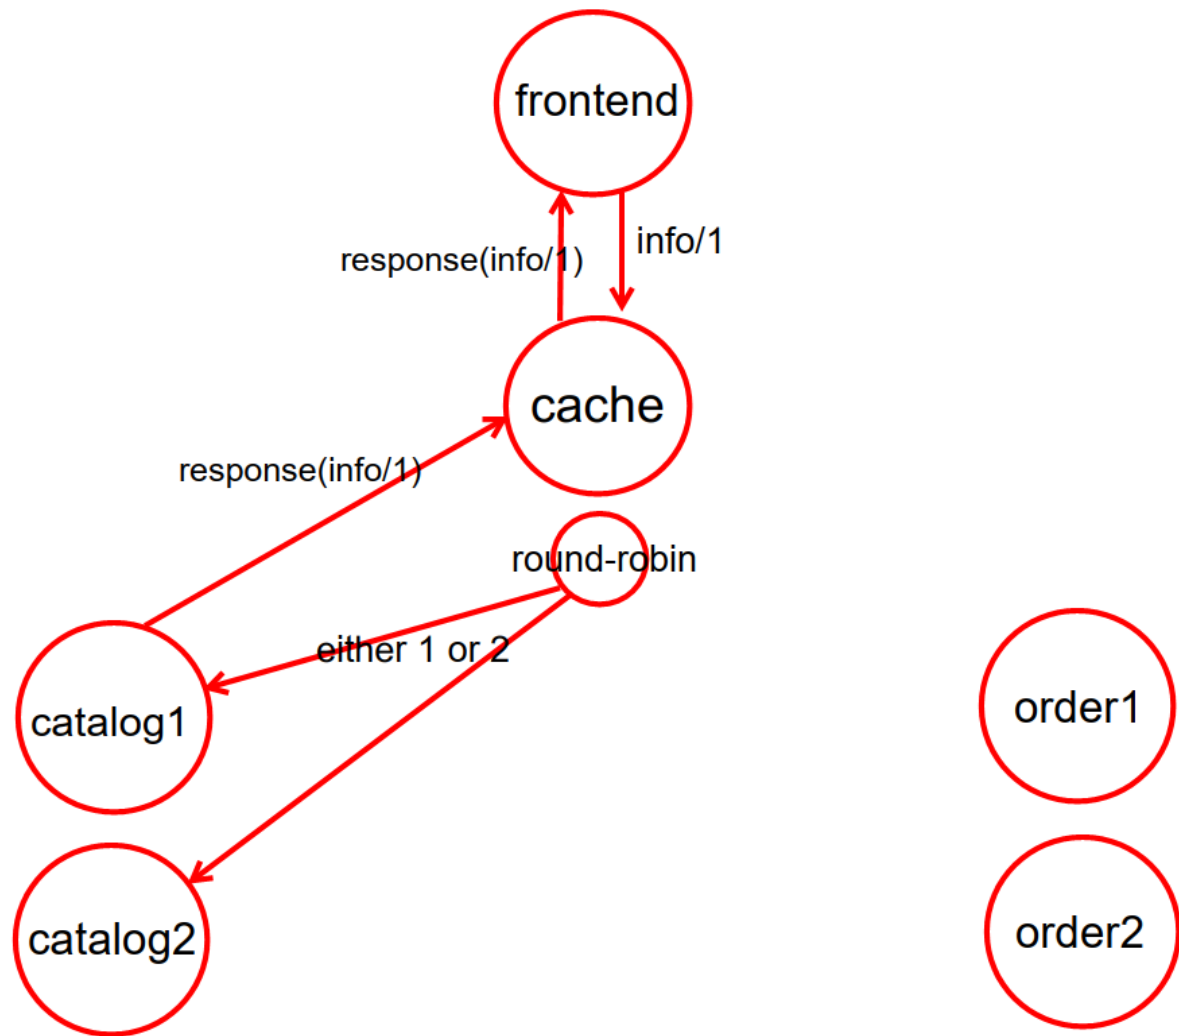 frontend
info/1
response(info/1)
cache
response(info/1)
round-robin
either 1 or 2
catalog1
order1
catalog2
order2